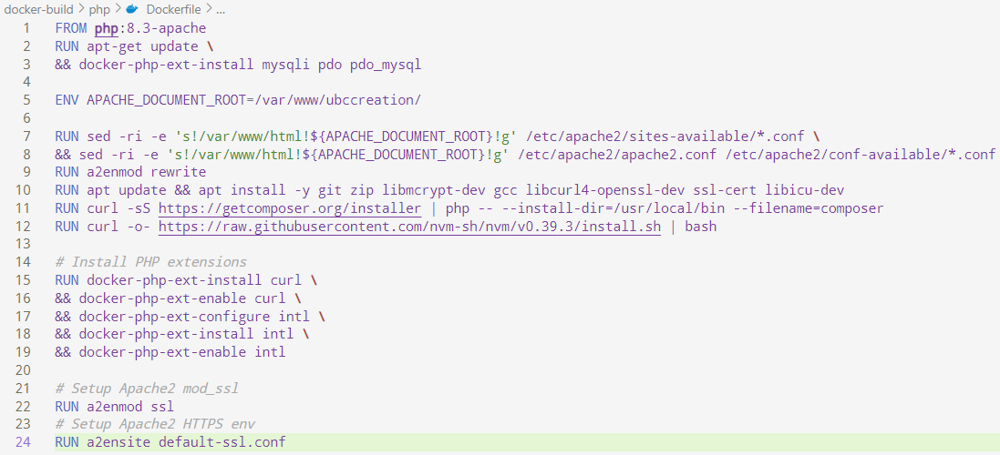 docker-build > php > Dockerfile > ...
1 FROM php:8.3-apache
2 RUN apt-get update \
3 && docker-php-ext-install mysqli pdo pdo_mysql
4
5 ENV APACHE_DOCUMENT_ROOT=/var/www/ubccreation/
6
7 RUN sed -ri -e 's!/var/www/html!${APACHE_DOCUMENT_ROOT}!g' /etc/apache2/sites-available/*.conf \
8 && sed -ri -e 's!/var/www/html!${APACHE_DOCUMENT_ROOT}!g' /etc/apache2/apache2.conf /etc/apache2/conf-available/*.conf
9 RUN a2enmod rewrite
10 RUN apt update && apt install -y git zip libmcrypt-dev gcc libcurl4-openssl-dev ssl-cert libicu-dev
11 RUN curl -sS https://getcomposer.org/installer | php -- --install-dir=/usr/local/bin --filename=composer
12 RUN curl -o- https://raw.githubusercontent.com/nvm-sh/nvm/v0.39.3/install.sh | bash
13
14 # Install PHP extensions
15 RUN docker-php-ext-install curl \
16 && docker-php-ext-enable curl \
17 && docker-php-ext-configure intl \
18 && docker-php-ext-install intl \
19 && docker-php-ext-enable intl
20
21 # Setup Apache2 mod_ssl
22 RUN a2enmod ssl
23 # Setup Apache2 HTTPS env
24 RUN a2ensite default-ssl.conf